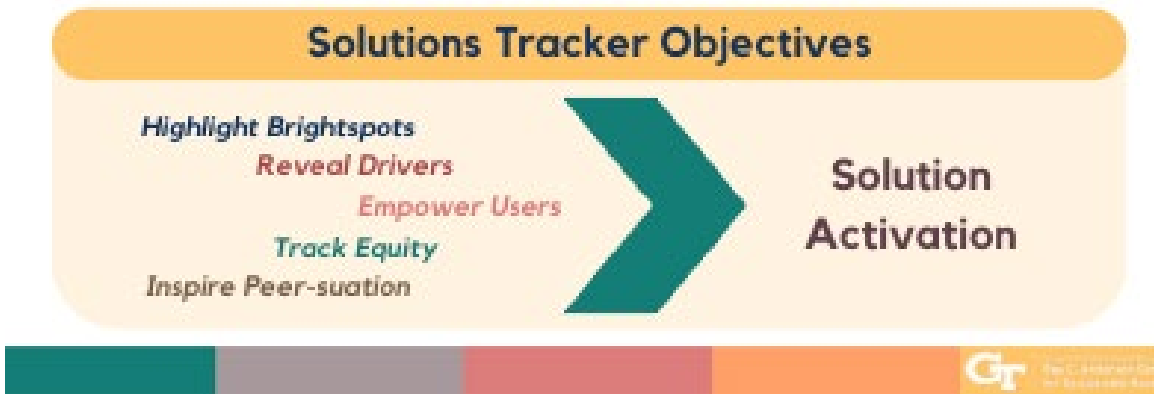 Solutions Tracker Objectives
Highlight Brightspots
Reveal Drivers
Empower Users
Track Equity
Inspire Peer-suation
Solution
Activation
GT